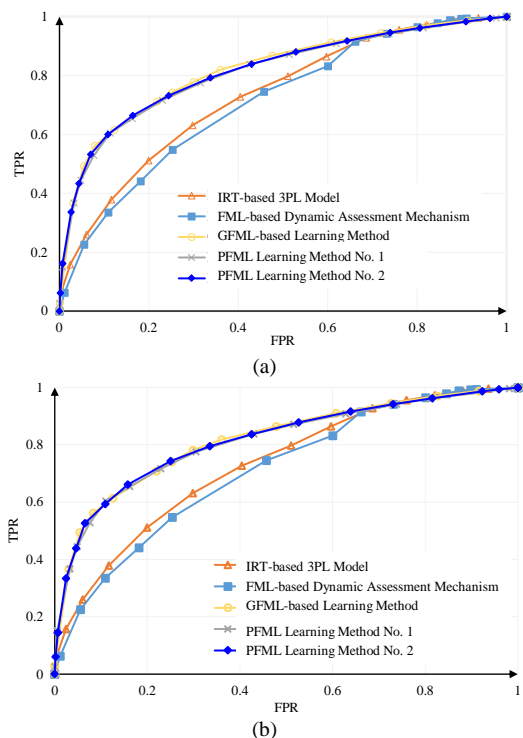 1
0.8
0.6
0.4
0.2
0
TPR
IRT-based 3PL Model
FML-based Dynamic Assessment Mechanism
GFML-based Learning Method
PFML Learning Method No. 1
PFML Learning Method No. 2
0 0.2 0.4 0.6 0.8 1
FPR
(a)
1
0.8
0.6
0.4
0.2
0
TPR
IRT-based 3PL Model
FML-based Dynamic Assessment Mechanism
GFML-based Learning Method
PFML Learning Method No. 1
PFML Learning Method No. 2
0 0.2 0.4 0.6 0.8 1
FPR
(b)